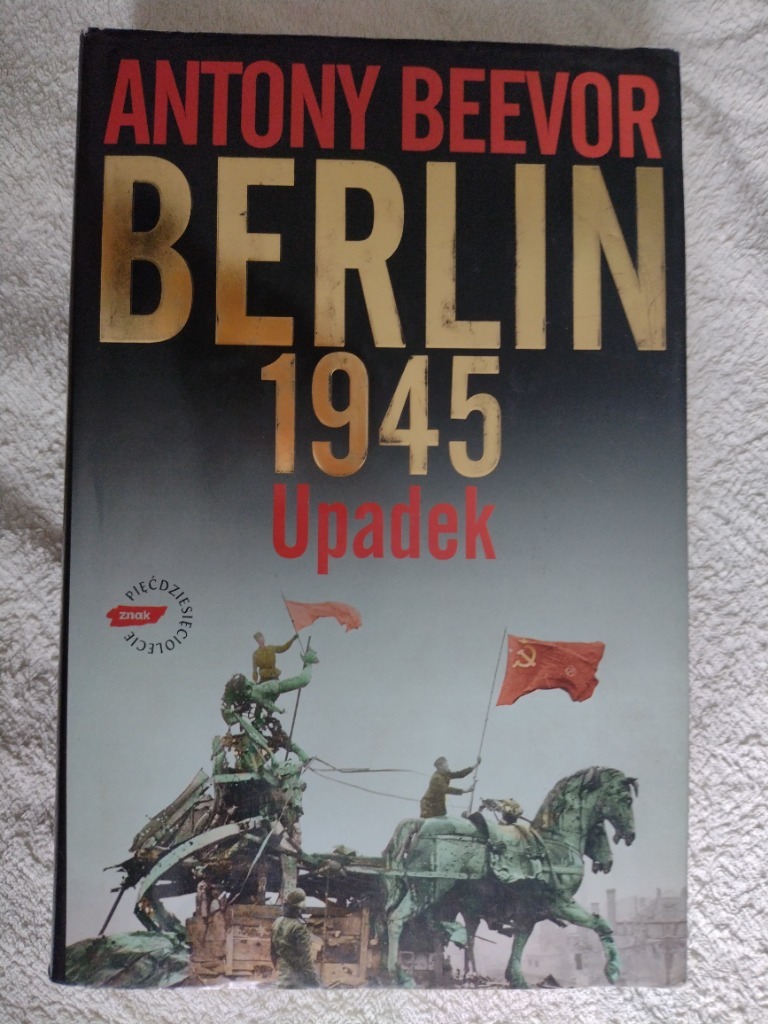 ANTONY BEEVOR
BERLIN
1945
Upadek
PIĘĆDZIESIĘCIOLECIE
znak